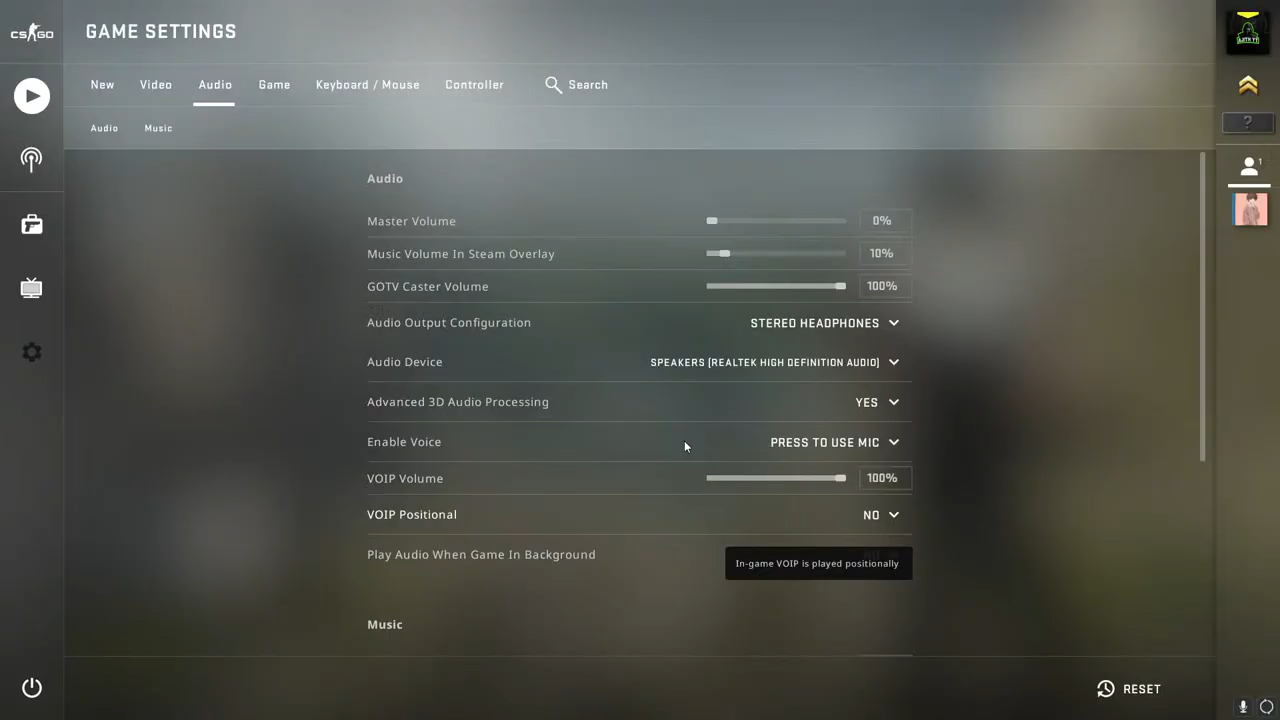 CS GO
GAME SETTINGS
New Video Audio Game Keyboard / Mouse Controller Search
?
Audio Music
1
Audio
Master Volume 0%
Music Volume In Steam Overlay 10%
GOTV Caster Volume 100%
Audio Output Configuration STEREO HEADPHONES
Audio Device SPEAKERS (REALTEK HIGH DEFINITION AUDIO)
Advanced 3D Audio Processing YES
Enable Voice PRESS TO USE MIC
VOIP Volume 100%
VOIP Positional NO
Play Audio When Game In Background
In-game VOIP is played positionally
Music
RESET